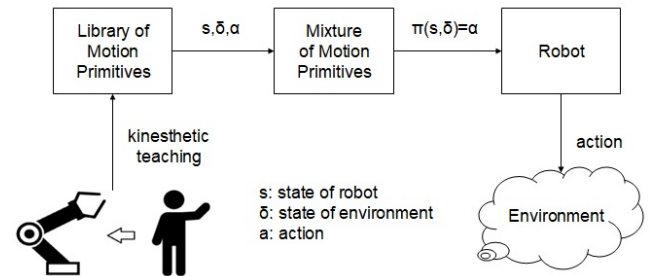 Library of
Motion
Primitives
s,δ,α
Mixture
of Motion
Primitives
π(s,δ)=α
Robot
kinesthetic
teaching
action
s: state of robot
δ: state of environment
a: action
Environment